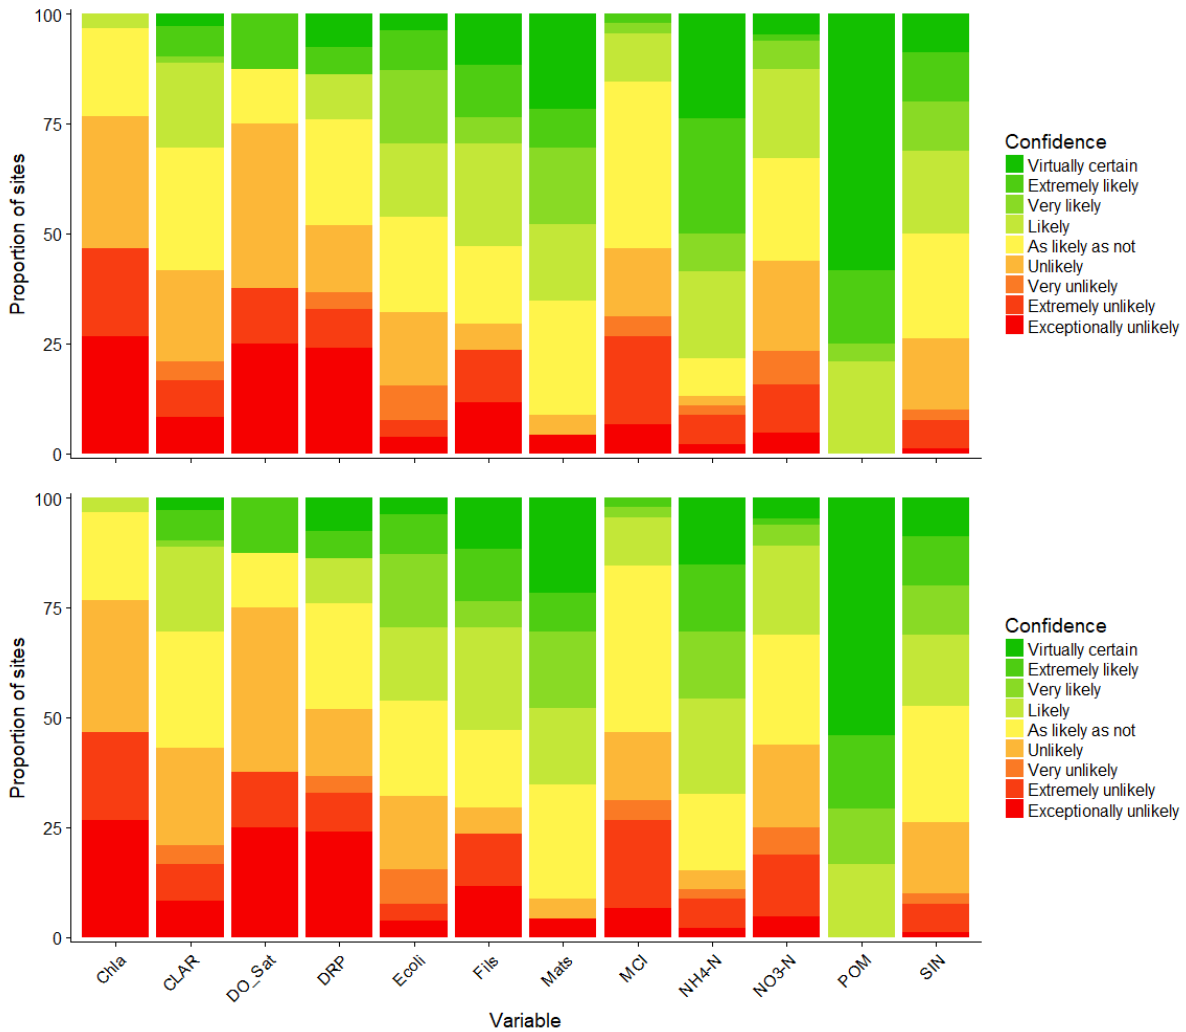 100
75
50
25
0
Proportion of sites
Confidence
Virtually certain
Extremely likely
Very likely
Likely
As likely as not
Unlikely
Very unlikely
Extremely unlikely
Exceptionally unlikely
100
75
50
25
0
Proportion of sites
Confidence
Virtually certain
Extremely likely
Very likely
Likely
As likely as not
Unlikely
Very unlikely
Extremely unlikely
Exceptionally unlikely
Chla
CLAR
DO_Sat
DRP
Ecoli
Fils
Mats
MCI
NH4-N
NO3-N
POM
SIN
Variable